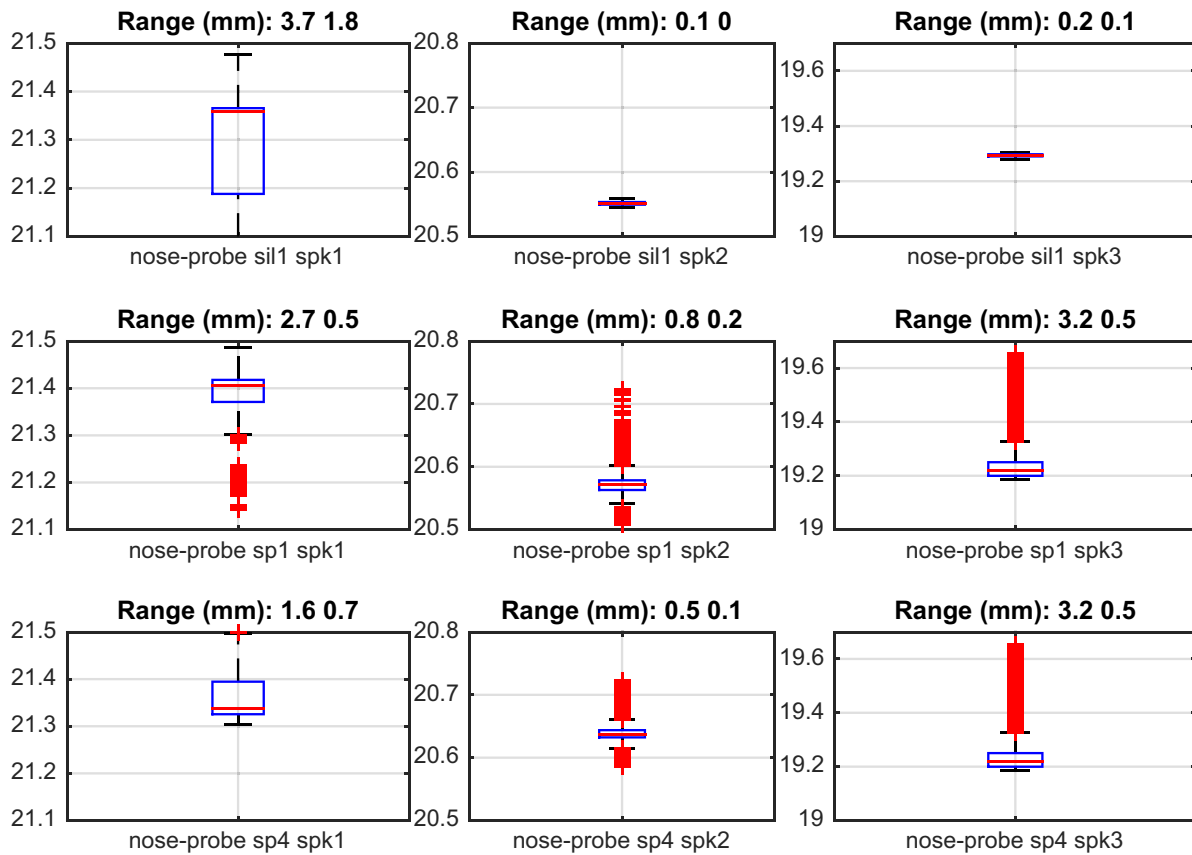 Range (mm): 3.7 1.8
21.5
21.4
21.3
21.2
21.1
nose-probe sil1 spk1
Range (mm): 0.1 0
20.8
20.7
20.6
20.5
nose-probe sil1 spk2
Range (mm): 0.2 0.1
19.6
19.4
19.2
19
nose-probe sil1 spk3
Range (mm): 2.7 0.5
21.5
21.4
21.3
21.2
21.1
nose-probe sp1 spk1
Range (mm): 0.8 0.2
20.8
20.7
20.6
20.5
nose-probe sp1 spk2
Range (mm): 3.2 0.5
19.6
19.4
19.2
19
nose-probe sp1 spk3
Range (mm): 1.6 0.7
21.5
21.4
21.3
21.2
21.1
nose-probe sp4 spk1
Range (mm): 0.5 0.1
20.8
20.7
20.6
20.5
nose-probe sp4 spk2
Range (mm): 3.2 0.5
19.6
19.4
19.2
19
nose-probe sp4 spk3